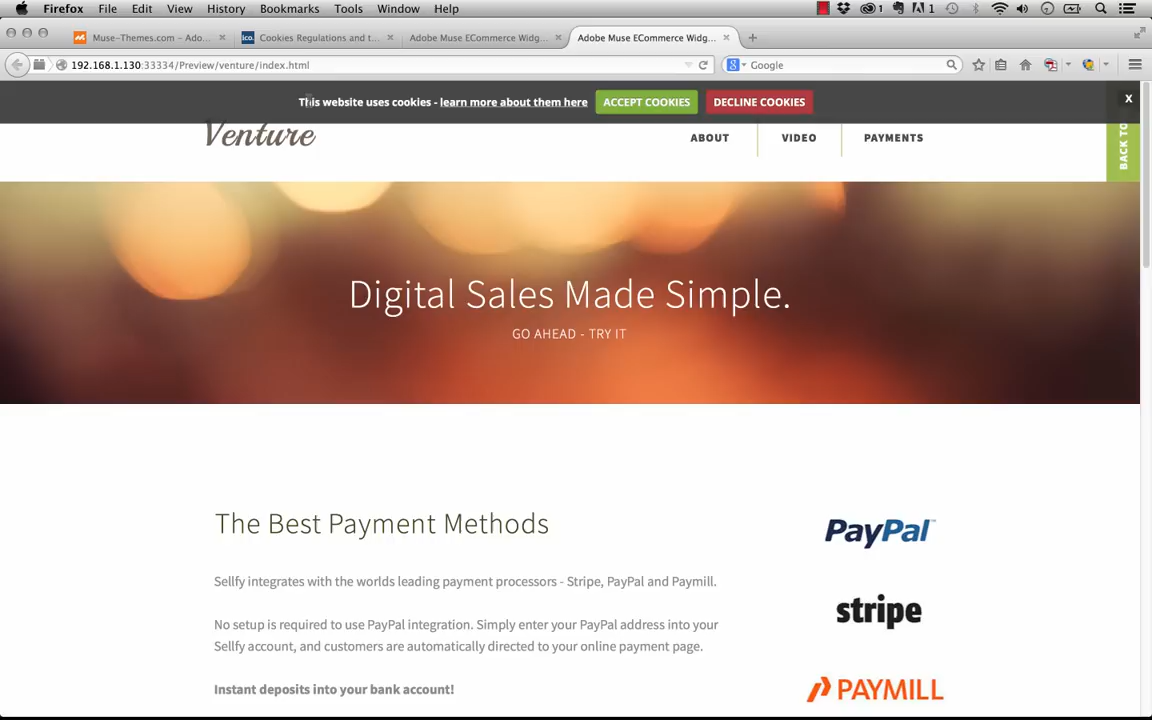 Firefox File Edit View History Bookmarks Tools Window Help 1 1
Muse-Themes.com - Ado... Cookies Regulations and t... Adobe Muse ECommerce Widg... Adobe Muse ECommerce Widg...
192.168.1.130:33334/Preview/venture/index.html Google
This website uses cookies - learn more about them here ACCEPT COOKIES DECLINE COOKIES X
Venture ABOUT VIDEO PAYMENTS BACK TO
Digital Sales Made Simple.
GO AHEAD - TRY IT
The Best Payment Methods
PayPal
Sellfy integrates with the worlds leading payment processors - Stripe, PayPal and Paymill.
stripe
No setup is required to use PayPal integration. Simply enter your PayPal address into your
Sellfy account, and customers are automatically directed to your online payment page.
Instant deposits into your bank account!
PAYMILL